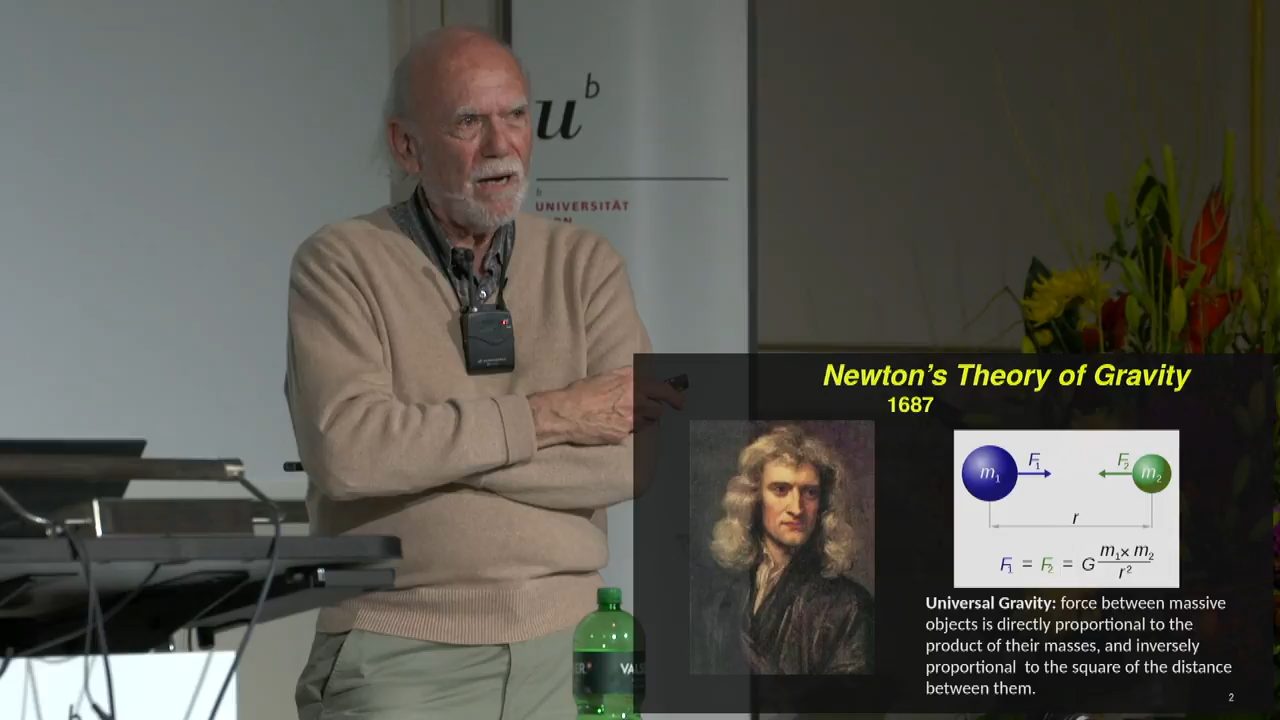 u b
b
UNIVERSITÄT
Newton's Theory of Gravity
1687
m1 F1 F2 m2
r
F1 = F2 = G m1 × m2
r2
Universal Gravity: force between massive
objects is directly proportional to the
product of their masses, and inversely
proportional to the square of the distance
between them.
2